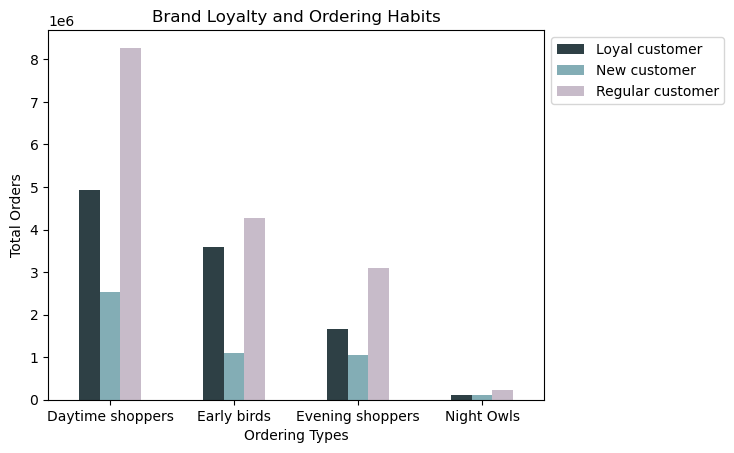 Brand Loyalty and Ordering Habits
1e6
8
7
6
5
4
3
2
1
0
Total Orders
Daytime shoppers Early birds Evening shoppers Night Owls
Ordering Types
Loyal customer
New customer
Regular customer